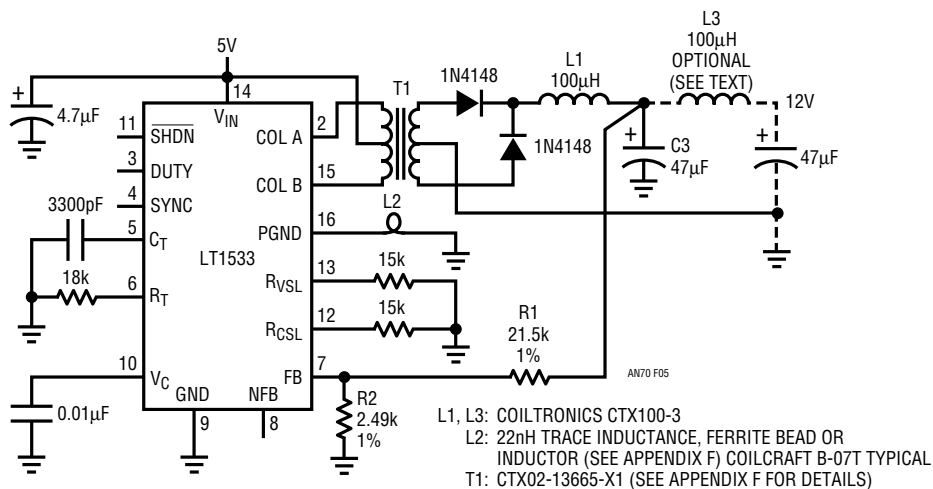 5V
14
V_IN
4.7µF
+
11
SHDN
3
DUTY
4
SYNC
3300pF
5
C_T
18k
6
R_T
10
V_C
0.01µF
GND
9
NFB
8
LT1533
COL A
2
COL B
15
PGND
16
R_VSL
13
R_CSL
12
FB
7
T1
1N4148
1N4148
L1
100µH
L3
100µH
OPTIONAL
(SEE TEXT)
12V
+
C3
47µF
+
47µF
L2
15k
15k
R1
21.5k
1%
R2
2.49k
1%
AN70 F05
L1, L3: COILTRONICS CTX100-3
L2: 22nH TRACE INDUCTANCE, FERRITE BEAD OR
INDUCTOR (SEE APPENDIX F) COILCRAFT B-07T TYPICAL
T1: CTX02-13665-X1 (SEE APPENDIX F FOR DETAILS)